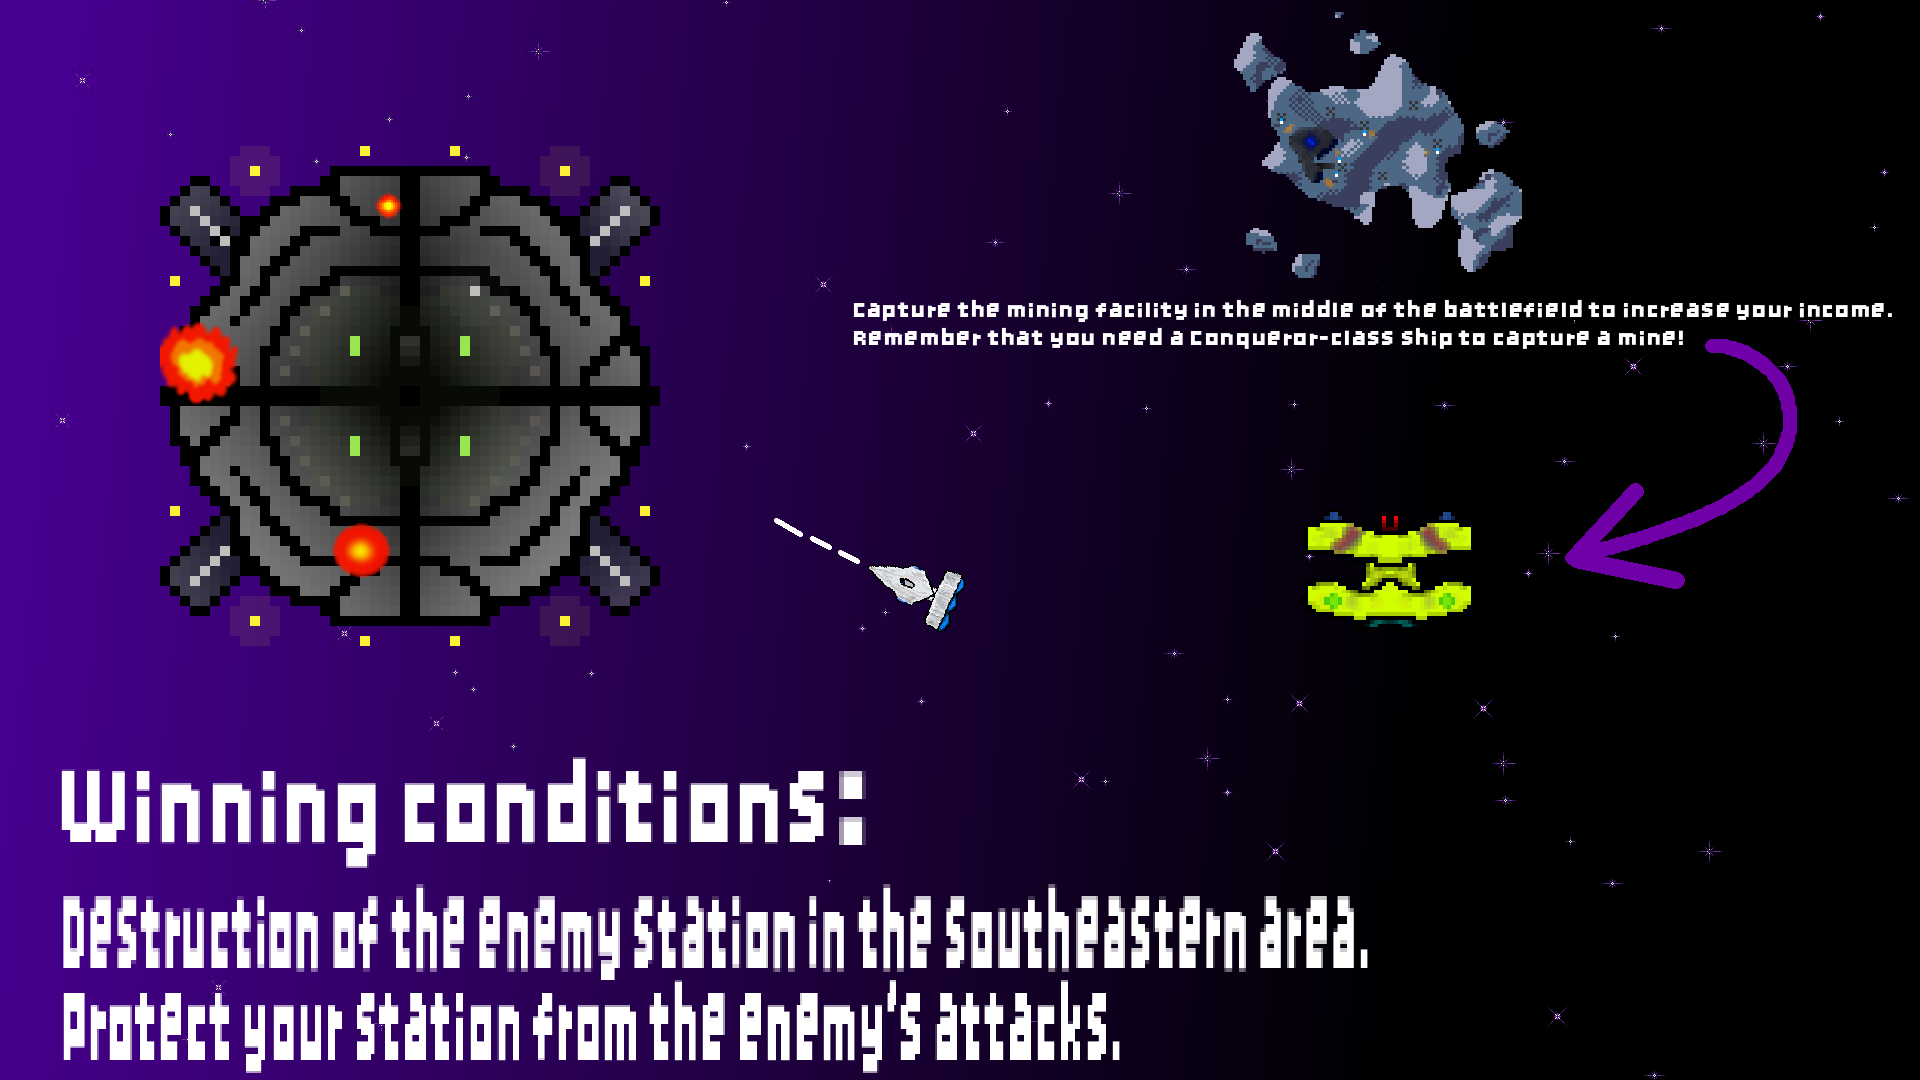 Capture the mining facility in the middle of the battlefield to increase your income.
Remember that you need a Conqueror-class ship to capture a mine!
Winning conditions:
Destruction of the enemy station in the southeastern area.
Protect your station from the enemy's attacks.